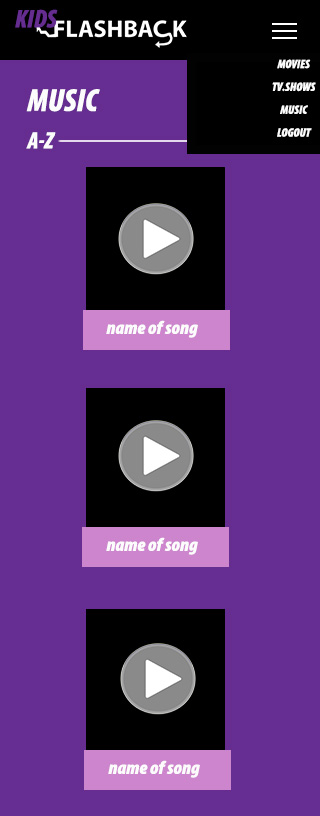 KIDS
FLASHBACK
MOVIES
TV.SHOWS
MUSIC
LOGOUT
MUSIC
A-Z
name of song
name of song
name of song